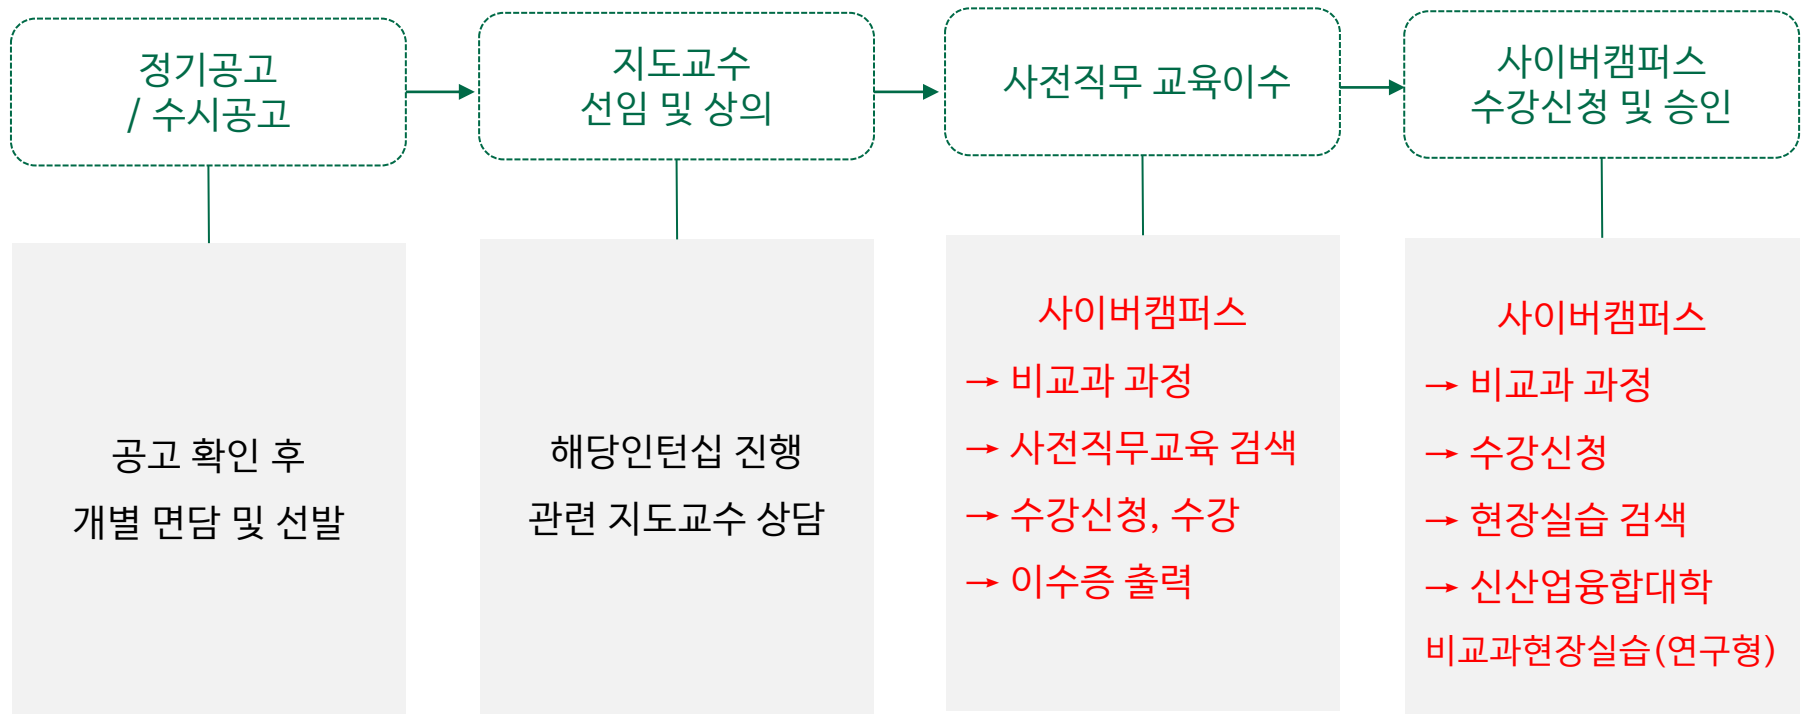 정기공고
/ 수시공고
지도교수
선임 및 상의
사전직무 교육이수
사이버캠퍼스
수강신청 및 승인
공고 확인 후
개별 면담 및 선발
해당인턴십 진행
관련 지도교수 상담
사이버캠퍼스
→ 비교과 과정
→ 사전직무교육 검색
→ 수강신청, 수강
→ 이수증 출력
사이버캠퍼스
→ 비교과 과정
→ 수강신청
→ 현장실습 검색
→ 신산업융합대학
비교과현장실습(연구형)